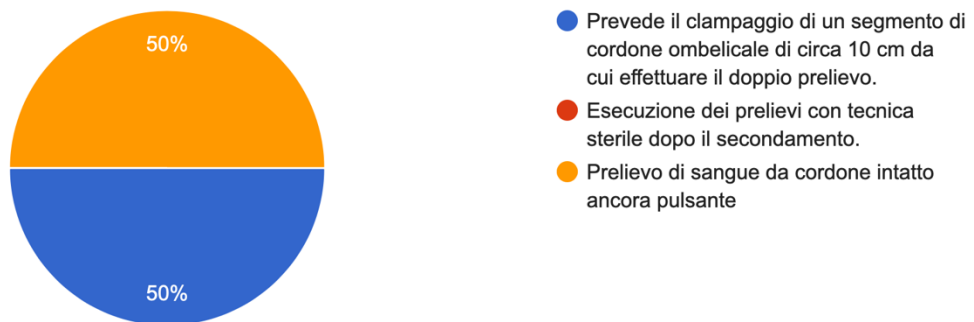 50%
50%
Prevede il clampaggio di un segmento di
cordone ombelicale di circa 10 cm da
cui effettuare il doppio prelievo.
Esecuzione dei prelievi con tecnica
sterile dopo il secondamento.
Prelievo di sangue da cordone intatto
ancora pulsante